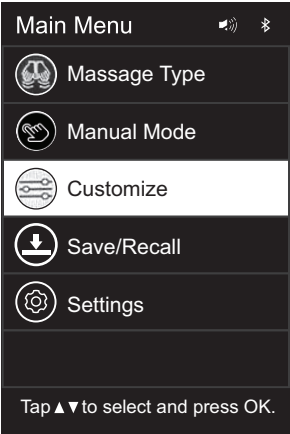 Main Menu
Massage Type
Manual Mode
Customize
Save/Recall
Settings
Tap▲▼to select and press OK.